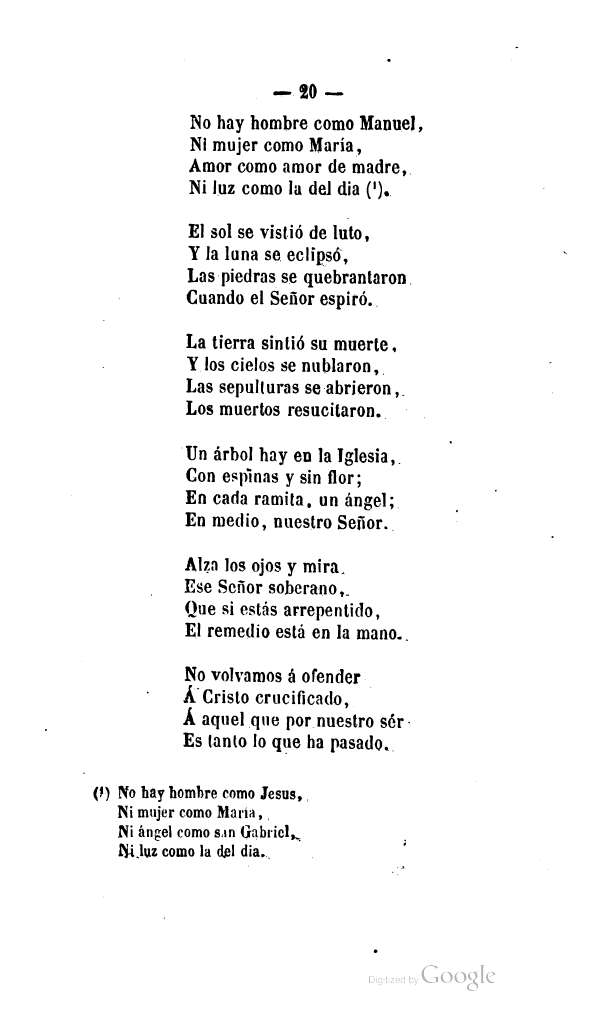 — 20 —
No hay hombre como Manuel,
Ni mujer como María,
Amor como amor de madre,
Ni luz como la del dia (¹).
El sol se vistió de luto,
Y la luna se eclipsó,
Las piedras se quebrantaron
Cuando el Señor espiró.
La tierra sintió su muerte,
Y los cielos se nublaron,
Las sepulturas se abrieron,
Los muertos resucitaron.
Un árbol hay en la Iglesia,
Con espinas y sin flor;
En cada ramita, un ángel;
En medio, nuestro Señor.
Alza los ojos y mira
Ese Señor soberano,
Que si estás arrepentido,
El remedio está en la mano.
No volvamos á ofender
Á Cristo crucificado,
Á aquel que por nuestro sér
Es tanto lo que ha pasado.
(¹) No hay hombre como Jesus,
Ni mujer como María,
Ni ángel como san Gabriel,
Ni luz como la del dia.
Digitized by Google